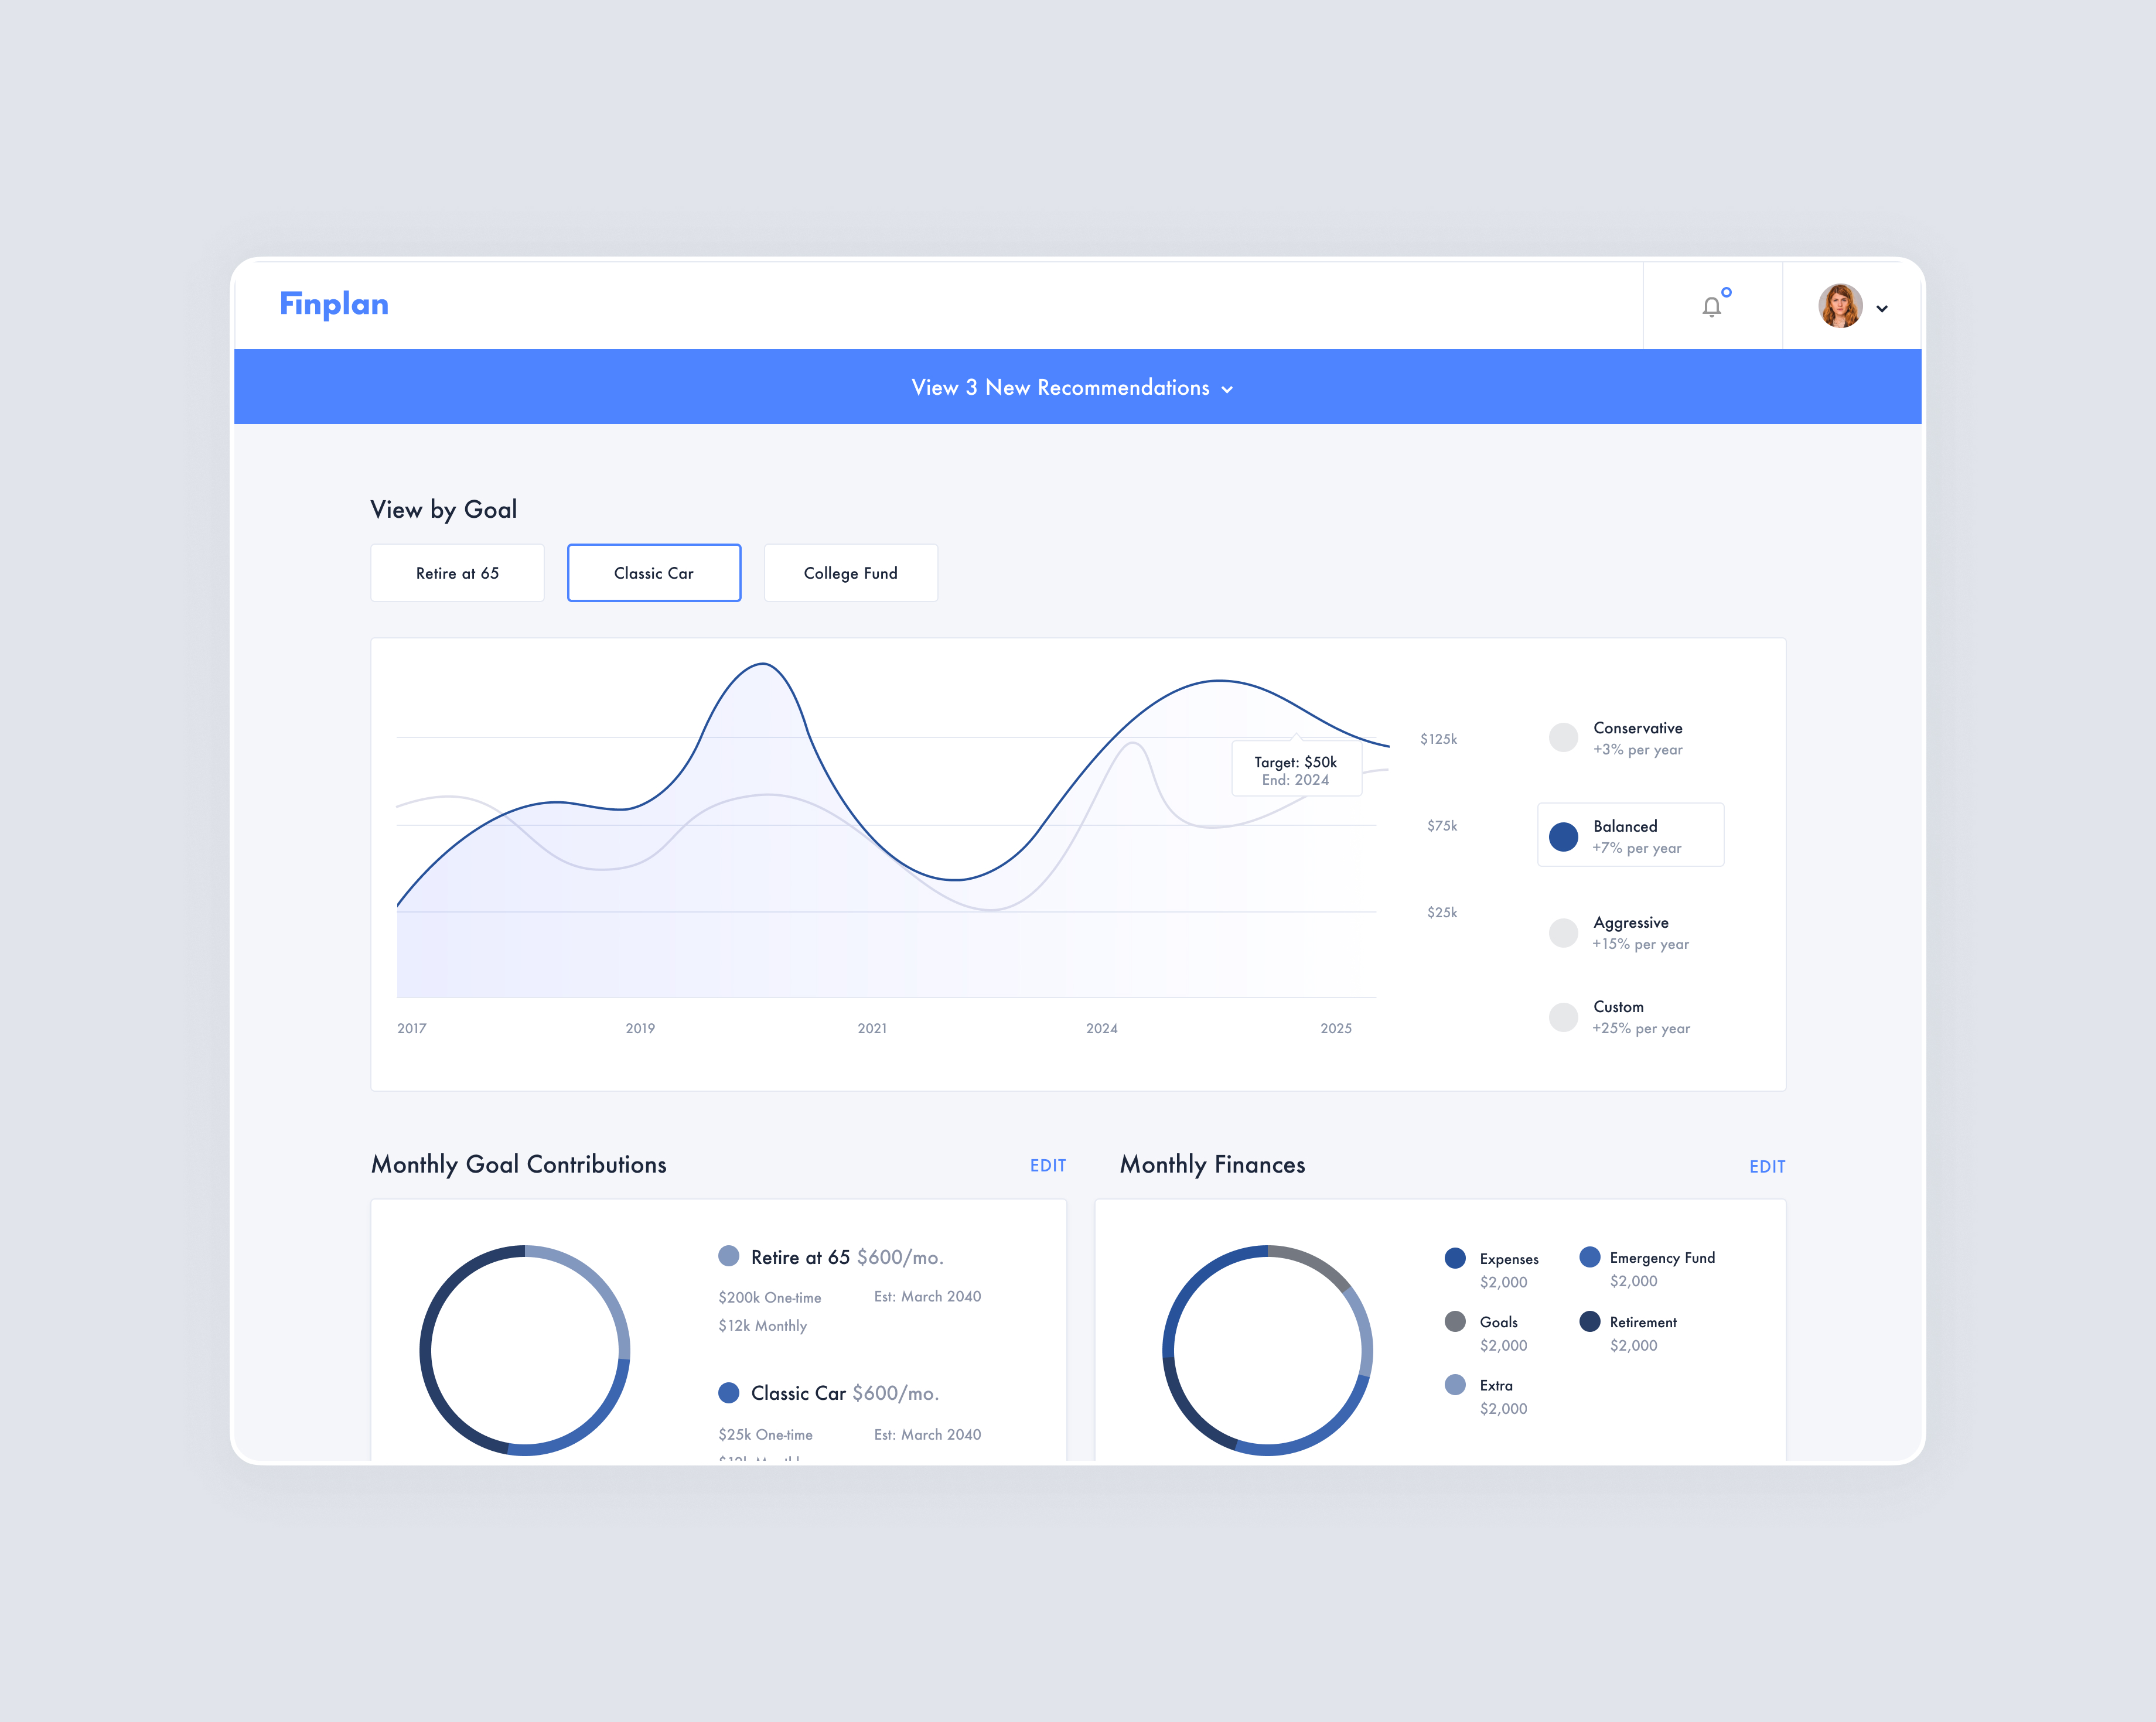 Finplan
View 3 New Recommendations
View by Goal
Retire at 65
Classic Car
College Fund
$125k
$75k
$25k
Target: $50k
End: 2024
2017
2019
2021
2024
2025
Conservative
+3% per year
Balanced
+7% per year
Aggressive
+15% per year
Custom
+25% per year
Monthly Goal Contributions
EDIT
Retire at 65 $600/mo.
$200k One-time
Est: March 2040
$12k Monthly
Classic Car $600/mo.
$25k One-time
Est: March 2040
Monthly Finances
EDIT
Expenses
$2,000
Emergency Fund
$2,000
Goals
$2,000
Retirement
$2,000
Extra
$2,000